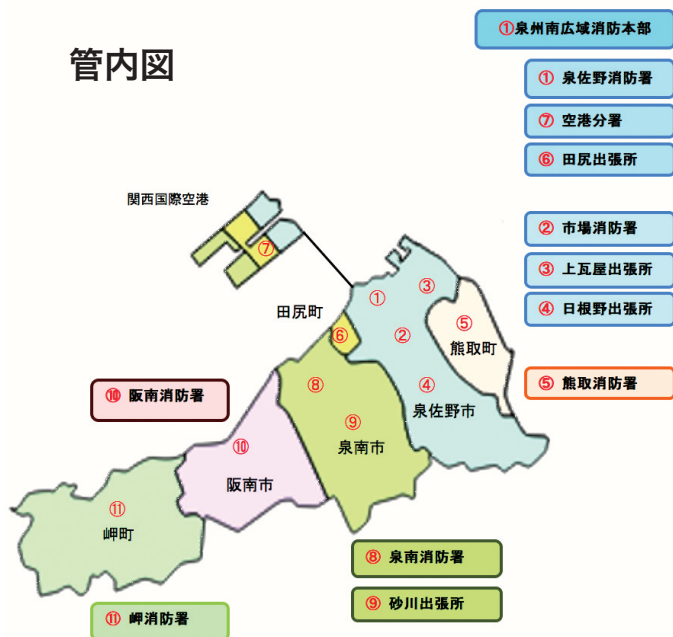 管内図
①泉州南広域消防本部
① 泉佐野消防署
⑦ 空港分署
⑥ 田尻出張所
② 市場消防署
③ 上瓦屋出張所
④ 日根野出張所
⑤ 熊取消防署
関西国際空港
⑦
田尻町
①
③
⑥
②
⑤
熊取町
④
泉佐野市
⑧
⑨
泉南市
⑩ 阪南消防署
⑩
阪南市
⑪
岬町
⑧ 泉南消防署
⑨ 砂川出張所
⑪ 岬消防署